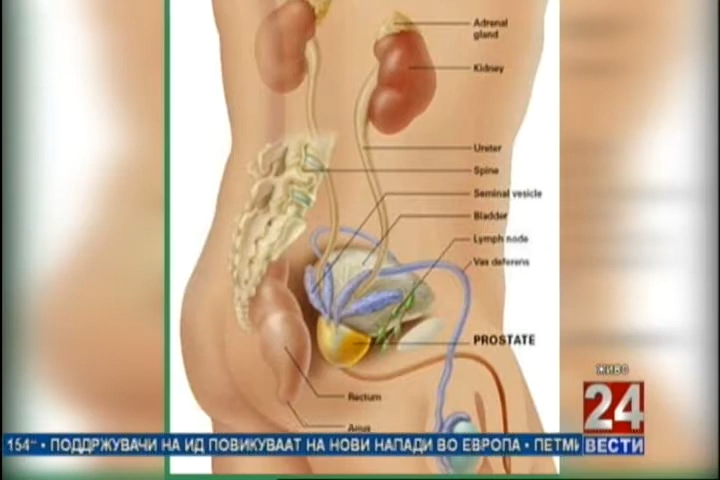 Adrenal
gland
Kidney
Ureter
Spine
Seminal vesicle
Bladder
Lymph node
Vas deferens
PROSTATE
Rectum
Anus
ЖИВО
24
ВЕСТИ
154" • ПОДДРЖУВАЧИ НА ИД ПОВИКУВААТ НА НОВИ НАПАДИ ВО ЕВРОПА • ПЕТМИ